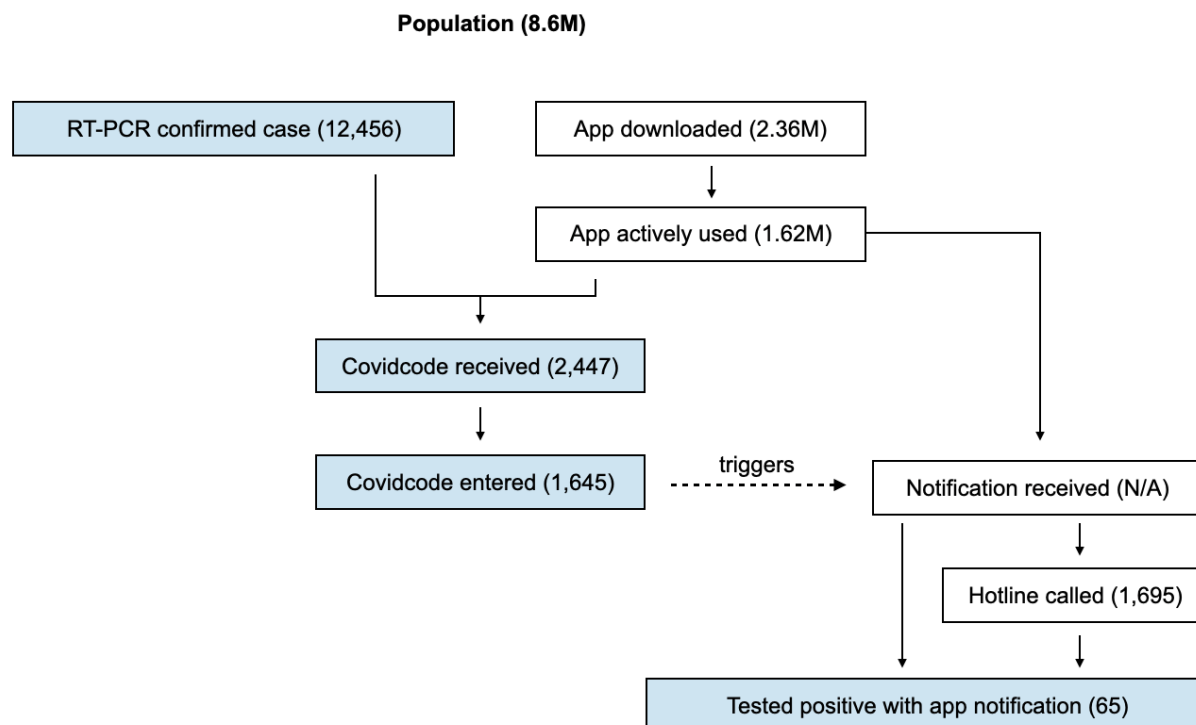 Population (8.6M)
RT-PCR confirmed case (12,456)
App downloaded (2.36M)
App actively used (1.62M)
Covidcode received (2,447)
Covidcode entered (1,645)
triggers
Notification received (N/A)
Hotline called (1,695)
Tested positive with app notification (65)